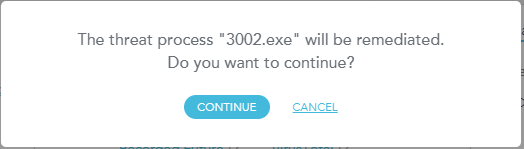 The threat process "3002.exe" will be remediated.
Do you want to continue?
CONTINUE
CANCEL